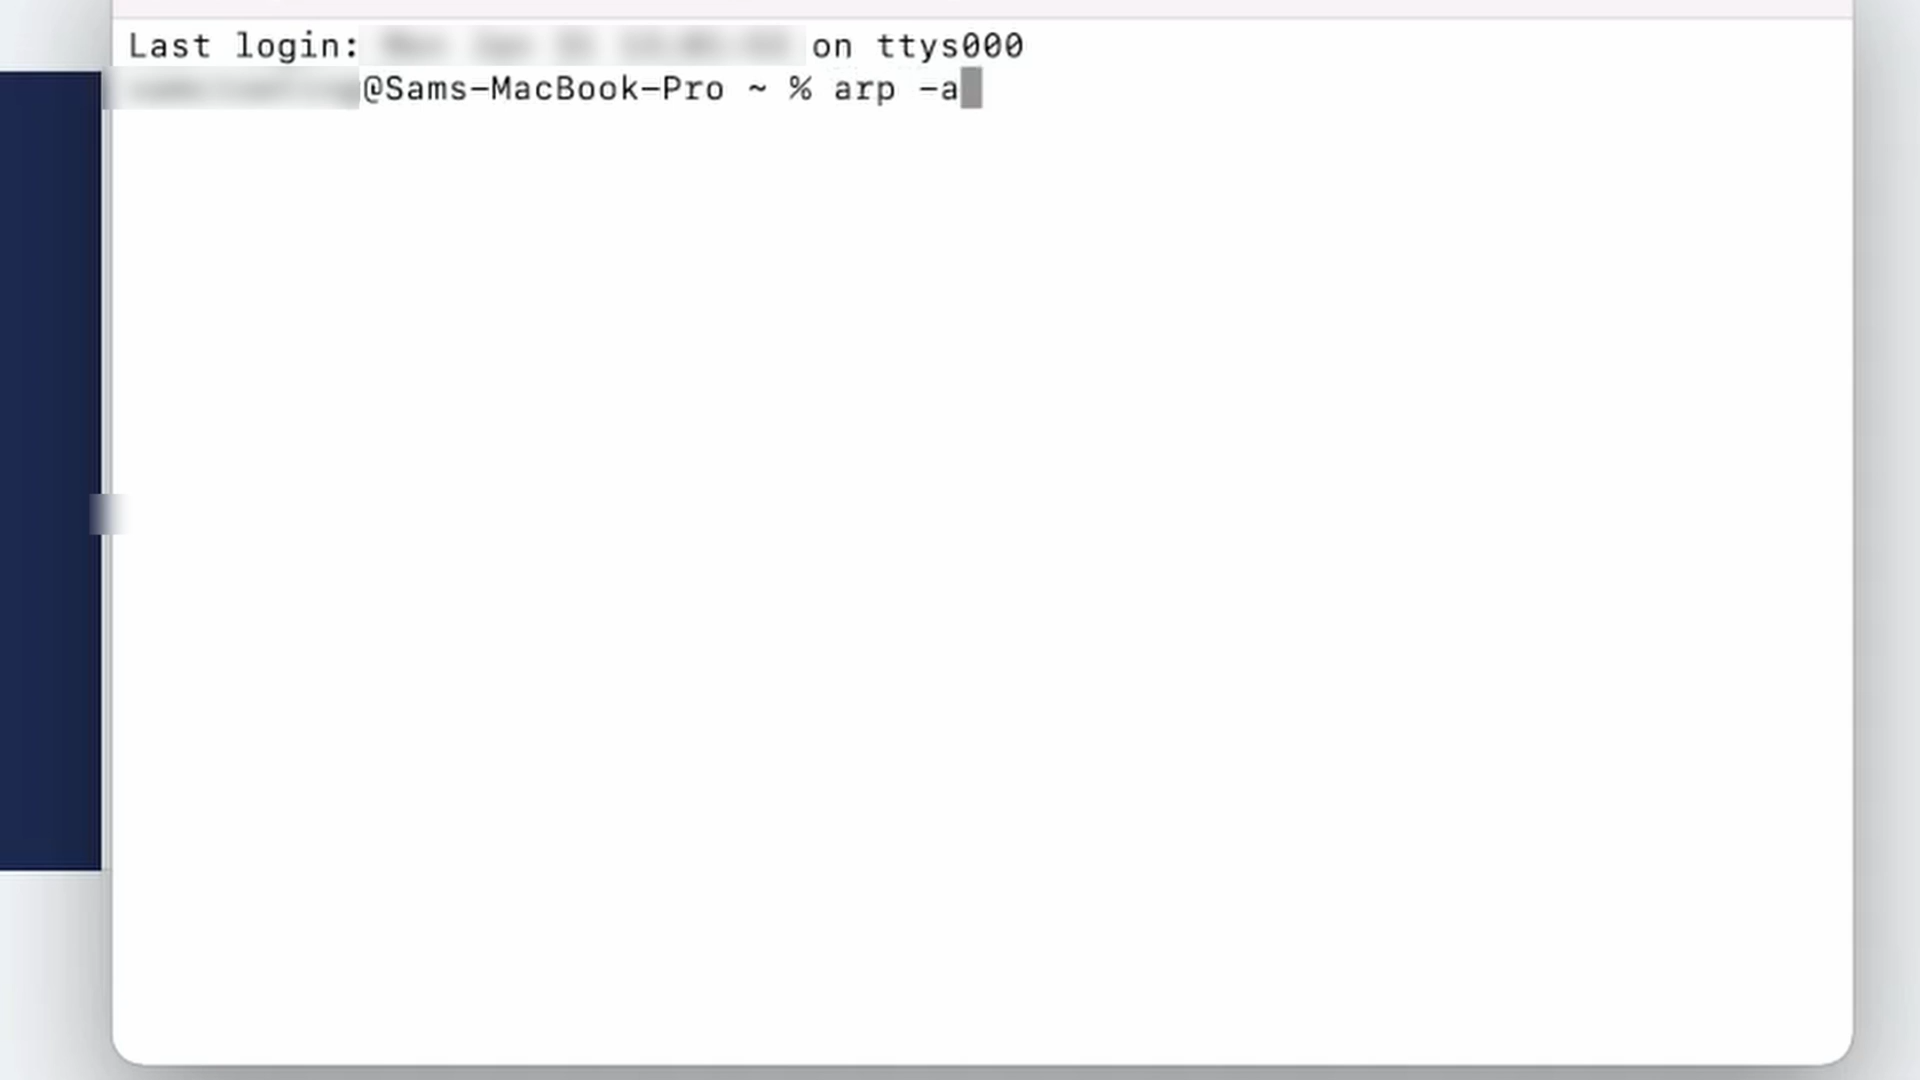 Last login: on ttys000
@Sams-MacBook-Pro ~ % arp -a